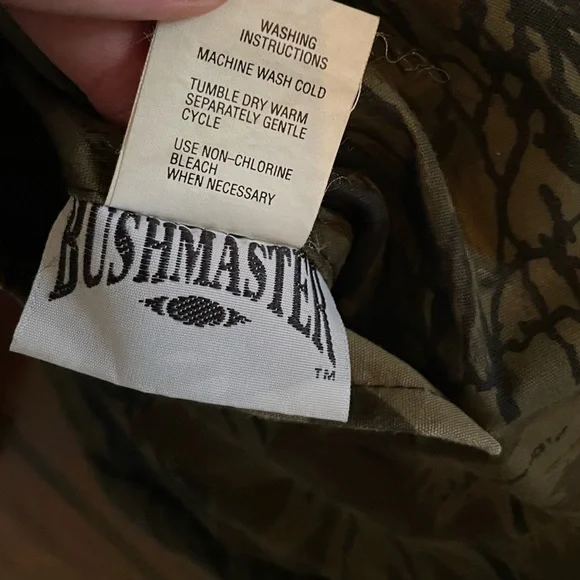 WASHING
INSTRUCTIONS
MACHINE WASH COLD
TUMBLE DRY WARM
SEPARATELY GENTLE
CYCLE
USE NON–CHLORINE
BLEACH
WHEN NECESSARY
BUSHMASTER
TM